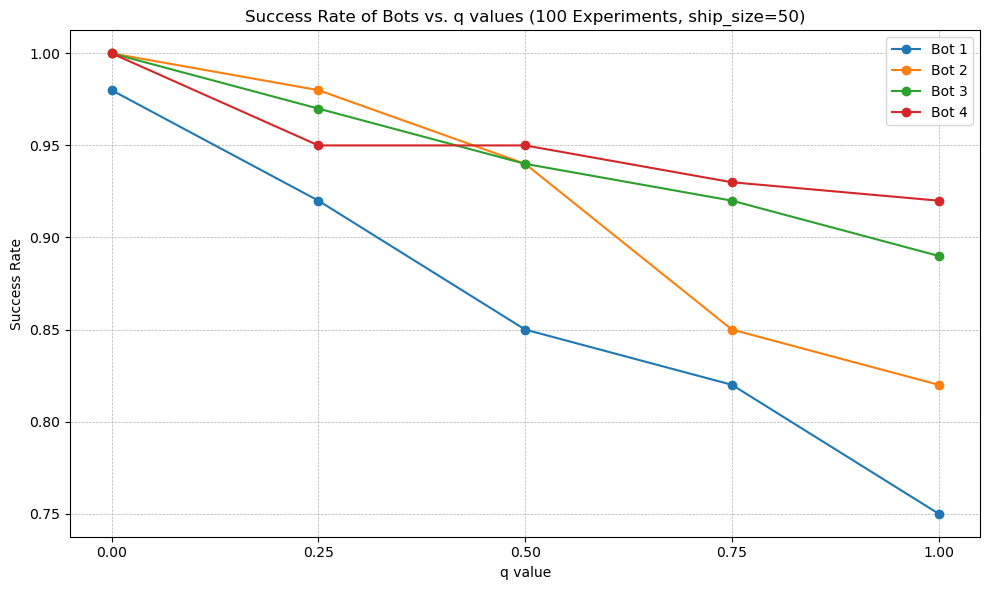 Success Rate of Bots vs. q values (100 Experiments, ship_size=50)
Bot 1
Bot 2
Bot 3
Bot 4
Success Rate
1.00
0.95
0.90
0.85
0.80
0.75
0.00 0.25 0.50 0.75 1.00
q value